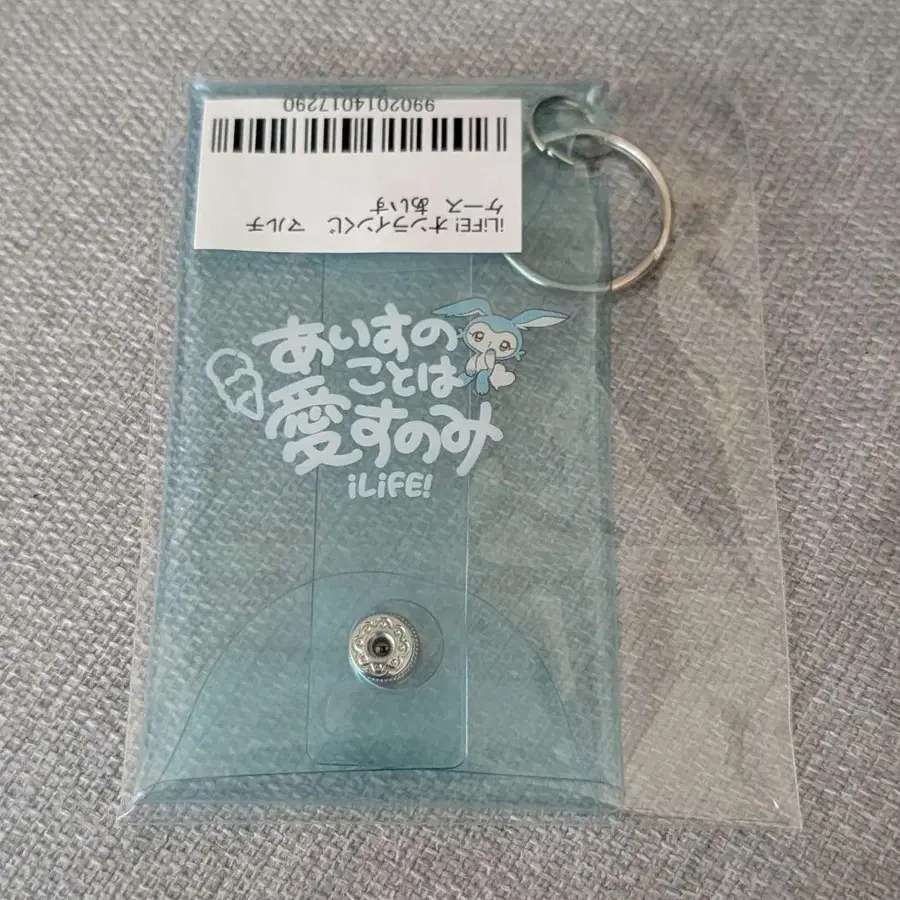 iLiFE! オンラインくじ マルチ
ケース あいす
9902014017290
あいすの
ことは
愛すのみ
iLiFE!